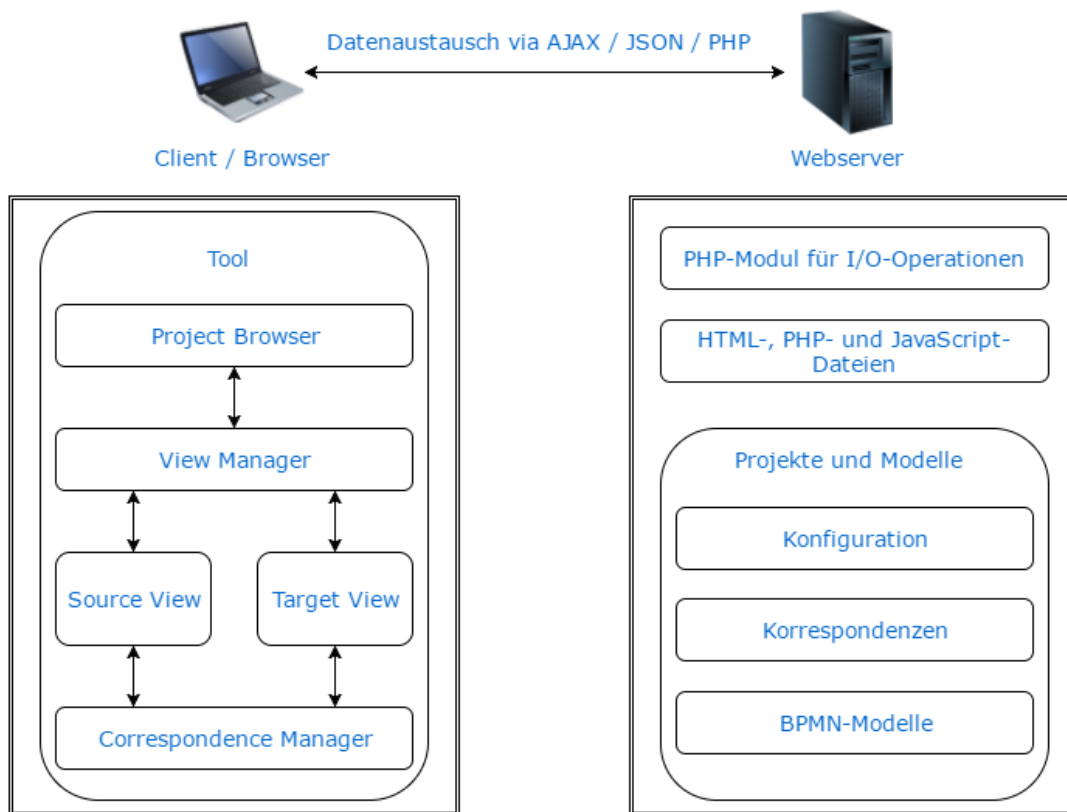 Datenaustausch via AJAX / JSON / PHP
Client / Browser
Webserver
Tool
Project Browser
View Manager
Source View
Target View
Correspondence Manager
PHP-Modul für I/O-Operationen
HTML-, PHP- und JavaScript-
Dateien
Projekte und Modelle
Konfiguration
Korrespondenzen
BPMN-Modelle